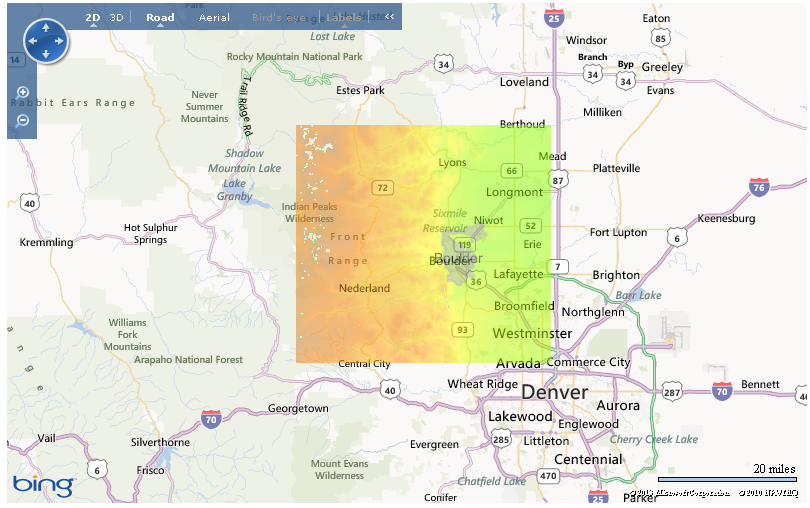 2D 3D Road Aerial Bird's eye Labels «
Lost Lake
Rocky Mountain National Park
25
Eaton
Windsor
85
Branch
Byp
Greeley
34
34
34
Loveland
Evans
14
Rabbit Ears Range
Never
Summer
Mountains
Trail Ridge Rd
Estes Park
Milliken
Berthoud
Shadow
Mountain Lake
Lake
Granby
Lyons
Mead
Platteville
66
87
72
Longmont
76
40
Indian Peaks
Wilderness
Sixmile
Reservoir
Niwot
Keenesburg
Kremmling
Hot Sulphur
Springs
Front
Range
52
Fort Lupton
6
119
Erie
Boulder
Boulder
7
Lafayette
Brighton
36
Nederland
Barr Lake
Broomfield
Northglenn
Williams
Fork
Mountains
93
Westminster
Arapaho National Forest
Central City
Arvada
Commerce City
Wheat Ridge
40
Denver
287
70
Bennett
Georgetown
Aurora
70
Lakewood
Englewood
Vail
Silverthorne
Evergreen
285
Littleton
Cherry Creek Lake
6
Frisco
Mount Evans
Wilderness
Centennial
20 miles
bing
Chatfield Lake
470
Conifer
25
Parker